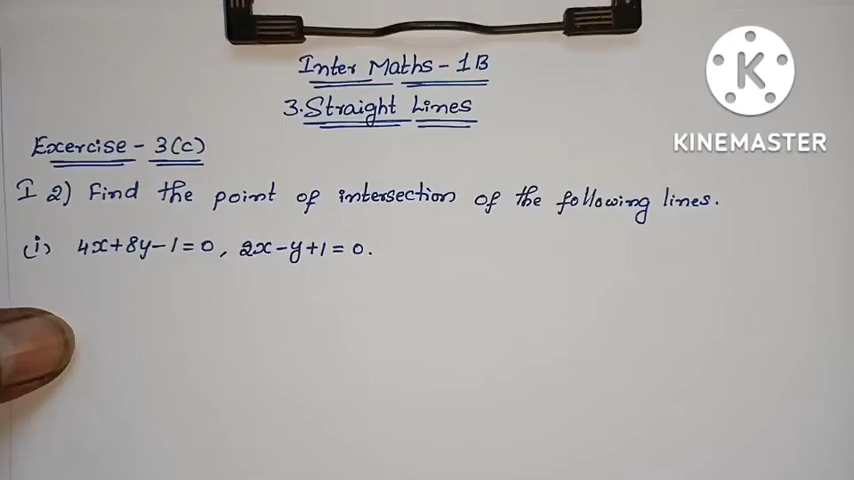 Inter Maths - 1B
3. Straight Lines
Excercise - 3(c)
I 2) Find the point of intersection of the following lines.
(i) 4x+8y-1=0, 2x-y+1=0.
K
KINEMASTER